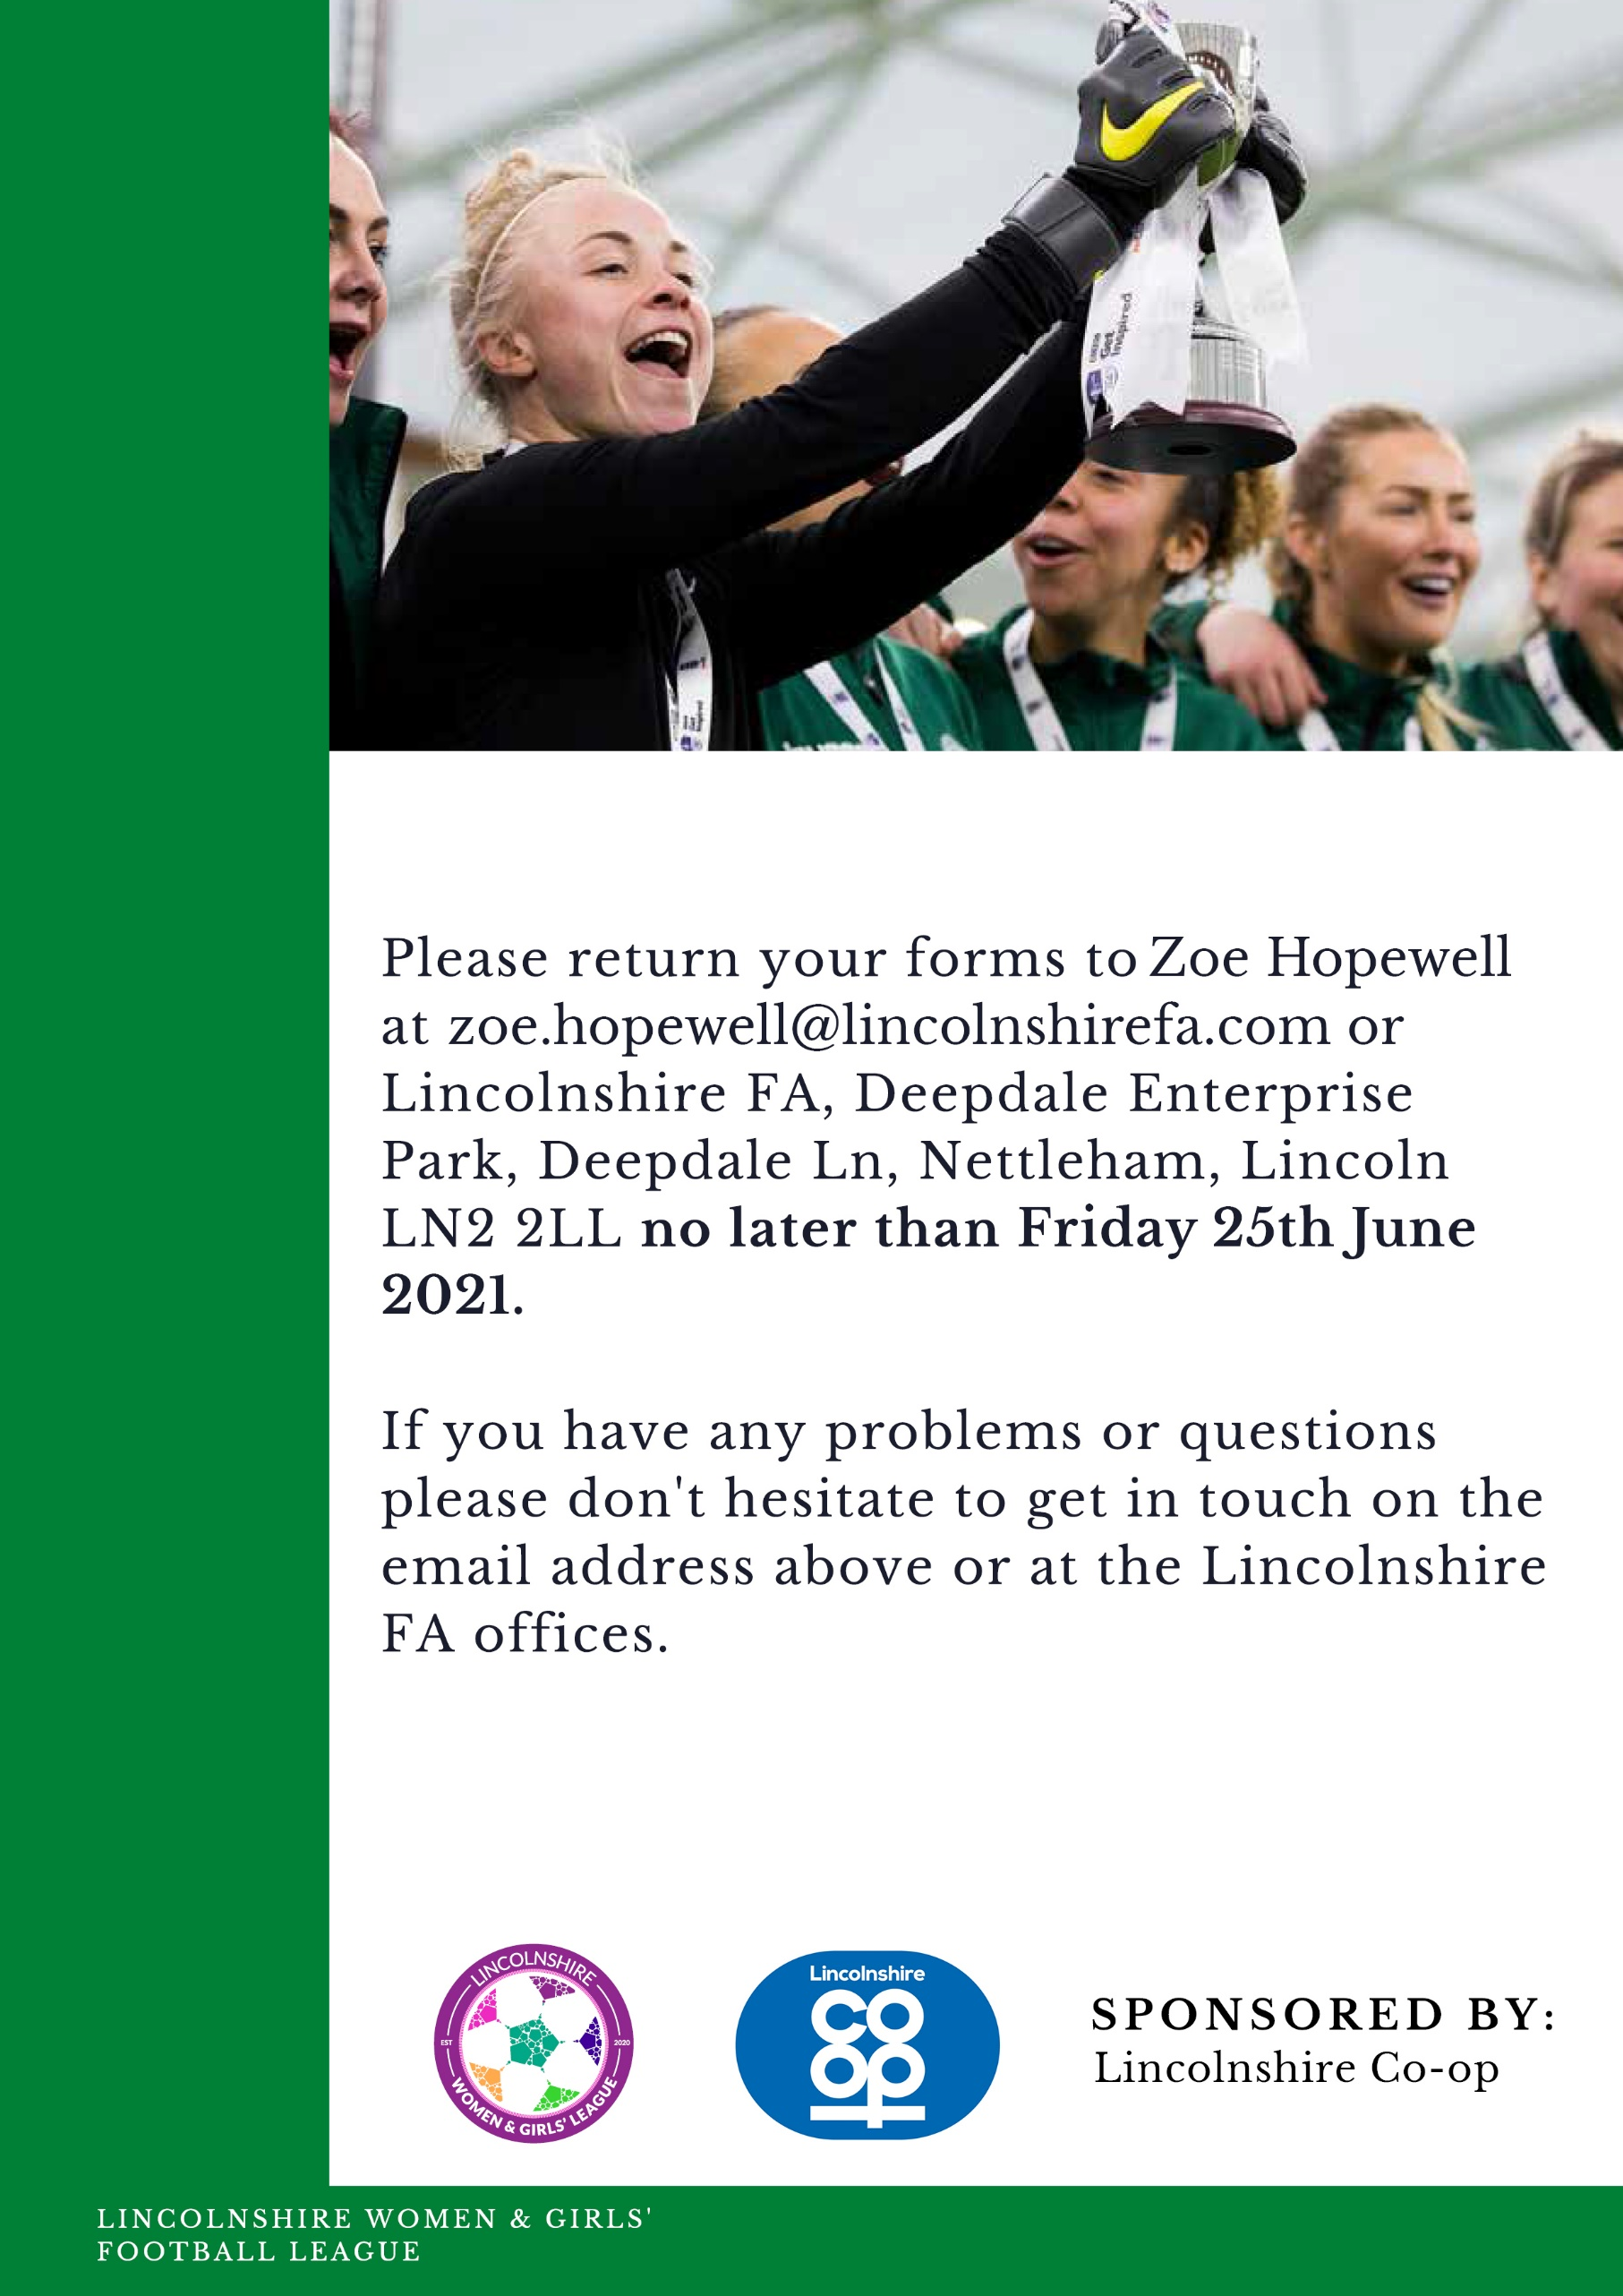 Get
Inspired
Please return your forms to Zoe Hopewell
at zoe.hopewell@lincolnshirefa.com or
Lincolnshire FA, Deepdale Enterprise
Park, Deepdale Ln, Nettleham, Lincoln
LN2 2LL no later than Friday 25th June
2021.
If you have any problems or questions
please don't hesitate to get in touch on the
email address above or at the Lincolnshire
FA offices.
LINCOLNSHIRE
EST
2020
WOMEN & GIRLS' LEAGUE
Lincolnshire
co
op
SPONSORED BY:
Lincolnshire Co-op
LINCOLNSHIRE WOMEN & GIRLS'
FOOTBALL LEAGUE